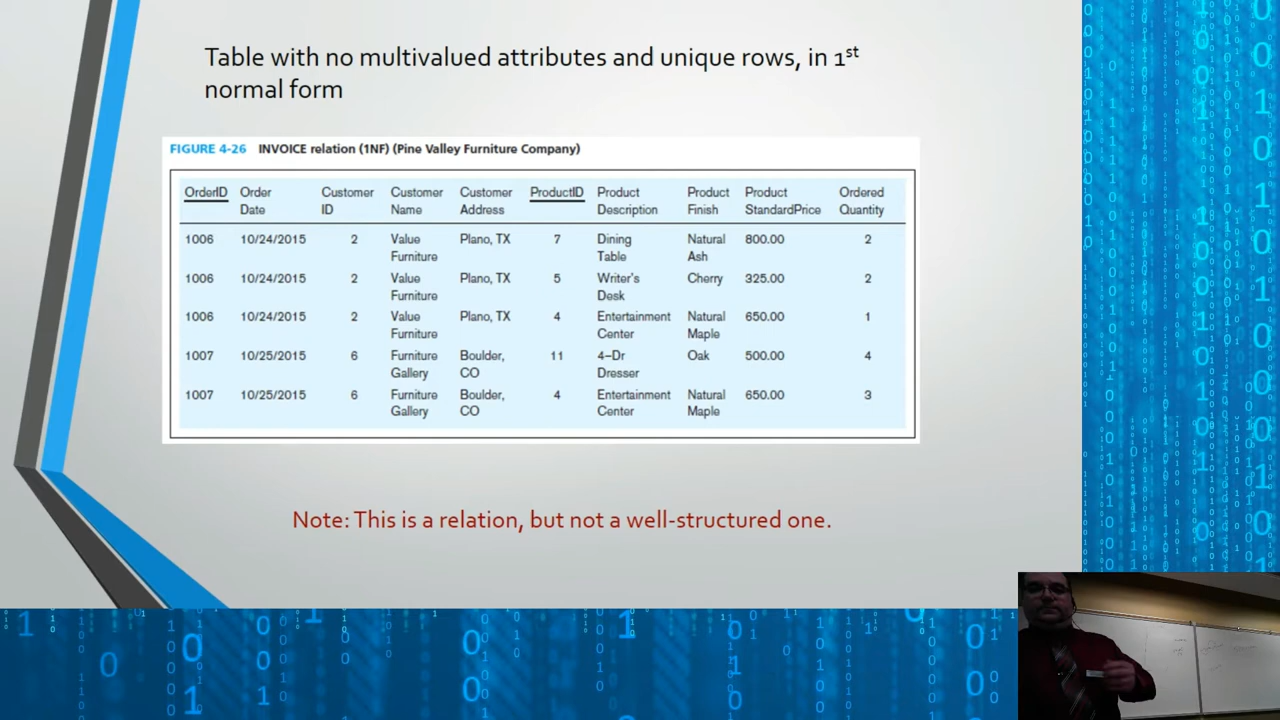 Table with no multivalued attributes and unique rows, in 1st
normal form
FIGURE 4-26 INVOICE relation (1NF) (Pine Valley Furniture Company)
OrderID Order Customer Customer Customer ProductID Product Product Product Ordered
Date ID Name Address Description Finish StandardPrice Quantity
1006 10/24/2015 2 Value Plano, TX 7 Dining Natural 800.00 2
Furniture Table Ash
1006 10/24/2015 2 Value Plano, TX 5 Writer's Cherry 325.00 2
Furniture Desk
1006 10/24/2015 2 Value Plano, TX 4 Entertainment Natural 650.00 1
Furniture Center Maple
1007 10/25/2015 6 Furniture Boulder, 11 4-Dr Oak 500.00 4
Gallery CO Dresser
1007 10/25/2015 6 Furniture Boulder, 4 Entertainment Natural 650.00 3
Gallery CO Center Maple
Note: This is a relation, but not a well-structured one.